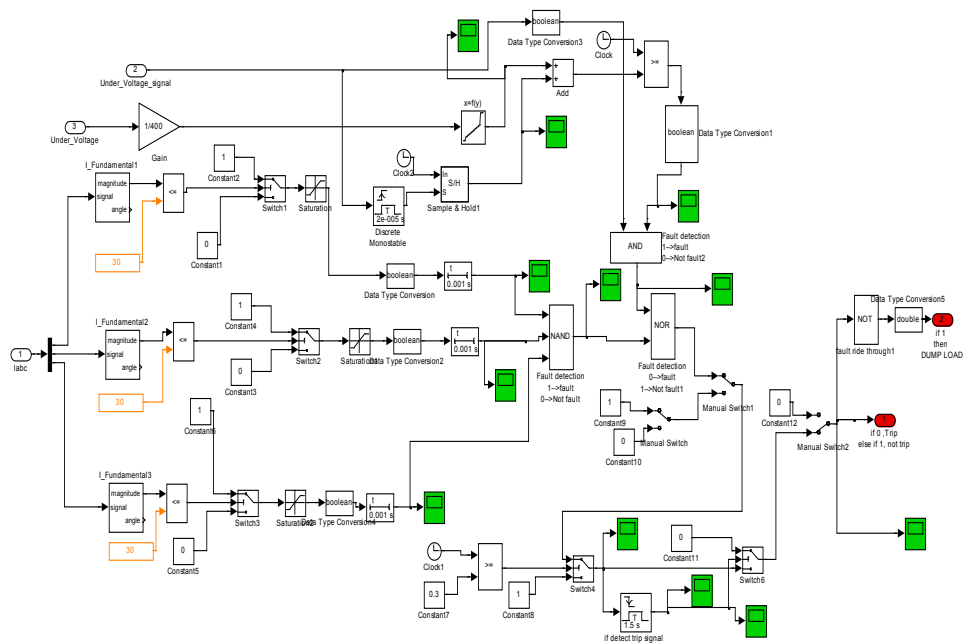 boolean
Data Type Conversion3
Clock
>=
2
Under_Voltage_signal
+
+
Add
x=f(y)
3
Under_Voltage
1/400
Gain
boolean
Data Type Conversion1
I_Fundamental1
magnitude
signal
angle
<=
1
Constant2
Switch1
Saturation
Clock2
In
S/H
S
Sample & Hold1
T
2e-005 s
Discrete
Monostable
30
0
Constant1
AND
Fault detection
1-->fault
0-->Not fault2
boolean
Data Type Conversion
t
0.001 s
I_Fundamental2
magnitude
signal
angle
<=
1
Constant4
Switch2
boolean
Data Type Conversion2
t
0.001 s
NAND
Fault detection
1-->fault
0-->Not fault
NOR
Fault detection
0-->fault
1-->Not fault1
NOT
fault ride through1
Data Type Conversion5
double
2
if 1
then
DUMP LOAD
1
Iabc
30
0
Constant3
Manual Switch1
1
Constant9
Manual Switch
0
Constant10
0
Constant12
Manual Switch2
1
if 0 ,Trip
else if 1, not trip
1
Constant6
I_Fundamental3
magnitude
signal
angle
<=
Switch3
boolean
Data Type Conversion4
t
0.001 s
30
0
Constant5
Clock1
>=
0.3
Constant7
1
Constant8
Switch4
1
Constant11
Switch6
T
1.5 s
if detect trip signal